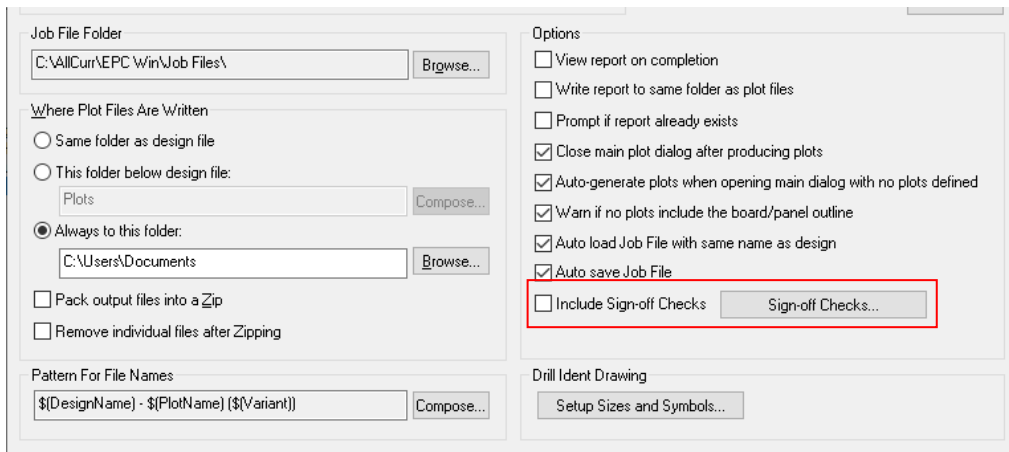 Job File Folder
C:\AllCurr\EPC Win\Job Files\
Browse...
Where Plot Files Are Written
Same folder as design file
This folder below design file:
Plots
Compose...
Always to this folder:
C:\Users\Documents
Browse...
Pack output files into a Zip
Remove individual files after Zipping
Pattern For File Names
$(DesignName) - $(PlotName) ($(Variant))
Compose...
Options
View report on completion
Write report to same folder as plot files
Prompt if report already exists
Close main plot dialog after producing plots
Auto-generate plots when opening main dialog with no plots defined
Warn if no plots include the board/panel outline
Auto load Job File with same name as design
Auto save Job File
Include Sign-off Checks
Sign-off Checks...
Drill Ident Drawing
Setup Sizes and Symbols...